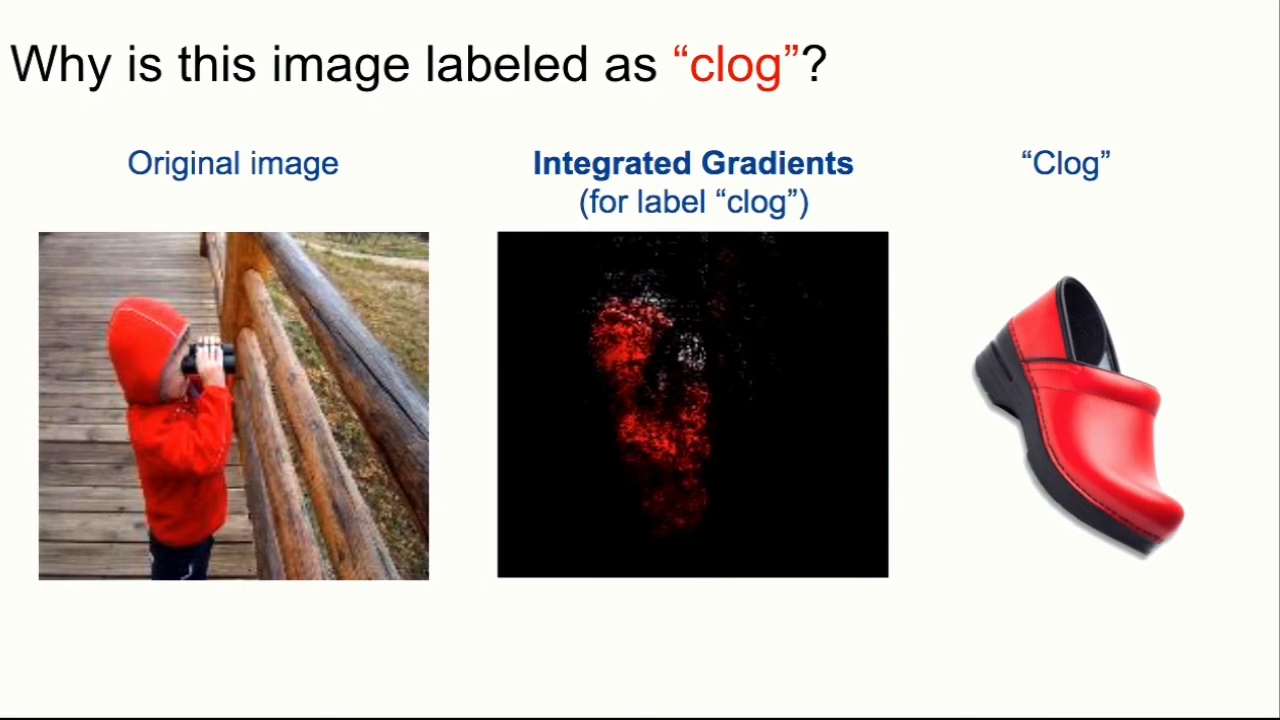 Why is this image labeled as “clog”?
Original image
Integrated Gradients
(for label “clog”)
“Clog”